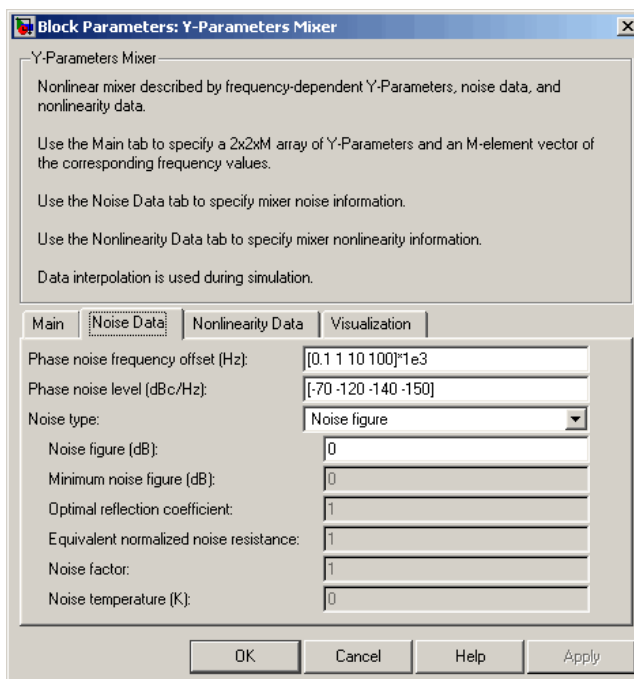 Block Parameters: Y-Parameters Mixer
Y-Parameters Mixer
Nonlinear mixer described by frequency-dependent Y-Parameters, noise data, and
nonlinearity data.
Use the Main tab to specify a 2x2xM array of Y-Parameters and an M-element vector of
the corresponding frequency values.
Use the Noise Data tab to specify mixer noise information.
Use the Nonlinearity Data tab to specify mixer nonlinearity information.
Data interpolation is used during simulation.
Main Noise Data Nonlinearity Data Visualization
Phase noise frequency offset (Hz): [0.1 1 10 100]*1e3
Phase noise level (dBc/Hz): [-70 -120 -140 -150]
Noise type: Noise figure
Noise figure (dB): 0
Minimum noise figure (dB): 0
Optimal reflection coefficient: 1
Equivalent normalized noise resistance: 1
Noise factor: 1
Noise temperature (K): 0
OK Cancel Help Apply